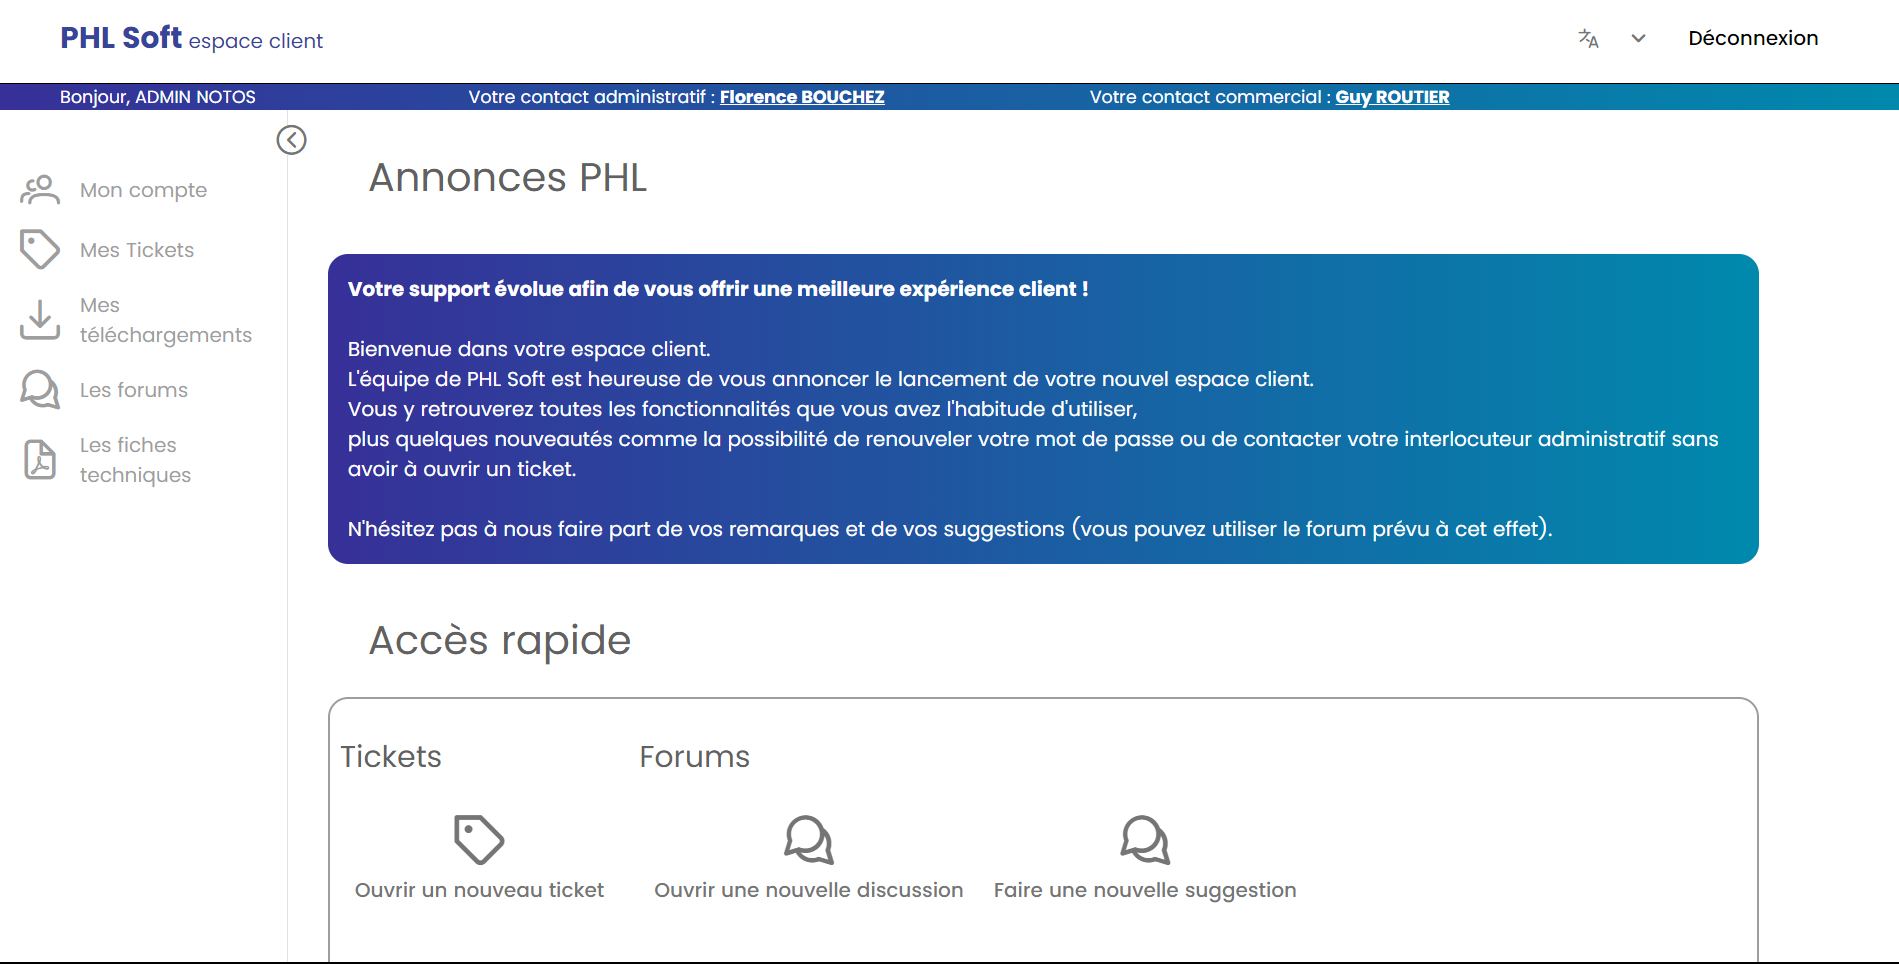 PHL Soft espace client
Déconnexion
Bonjour, ADMIN NOTOS
Votre contact administratif : Florence BOUCHEZ
Votre contact commercial : Guy ROUTIER
Mon compte
Mes Tickets
Mes
téléchargements
Les forums
Les fiches
techniques
Annonces PHL
Votre support évolue afin de vous offrir une meilleure expérience client !
Bienvenue dans votre espace client.
L'équipe de PHL Soft est heureuse de vous annoncer le lancement de votre nouvel espace client.
Vous y retrouverez toutes les fonctionnalités que vous avez l'habitude d'utiliser,
plus quelques nouveautés comme la possibilité de renouveler votre mot de passe ou de contacter votre interlocuteur administratif sans
avoir à ouvrir un ticket.
N'hésitez pas à nous faire part de vos remarques et de vos suggestions (vous pouvez utiliser le forum prévu à cet effet).
Accès rapide
Tickets
Forums
Ouvrir un nouveau ticket
Ouvrir une nouvelle discussion
Faire une nouvelle suggestion